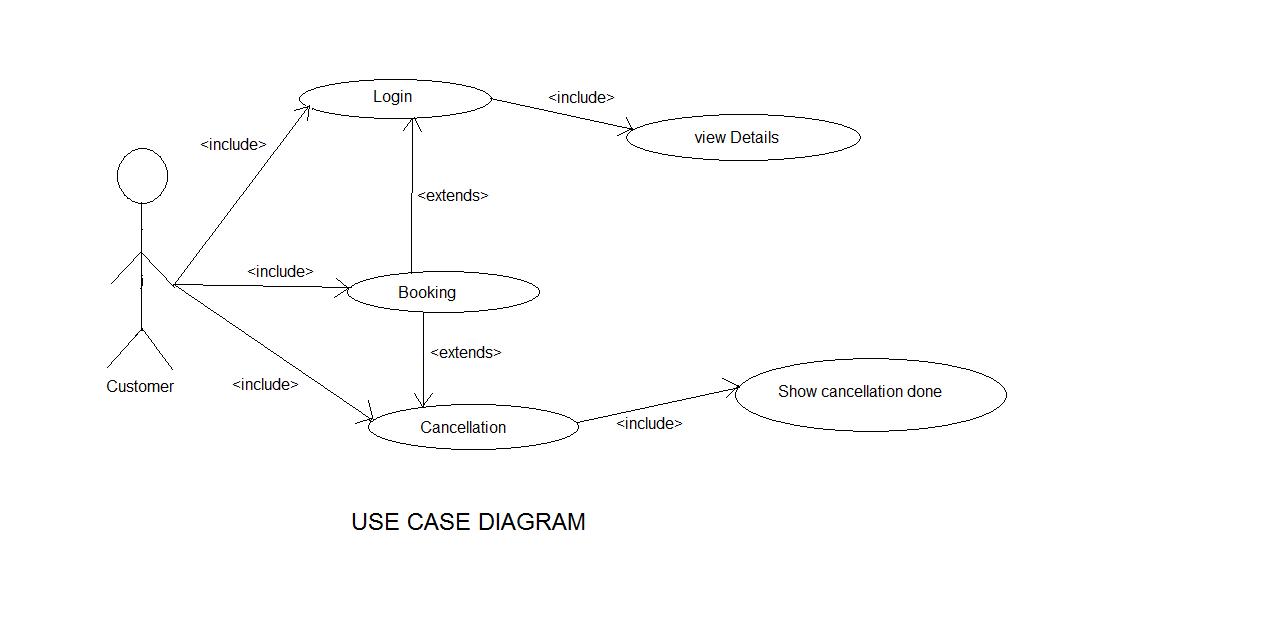 Login
<include>
view Details
<include>
<extends>
<include>
Booking
<extends>
Customer
<include>
Show cancellation done
Cancellation
<include>
USE CASE DIAGRAM